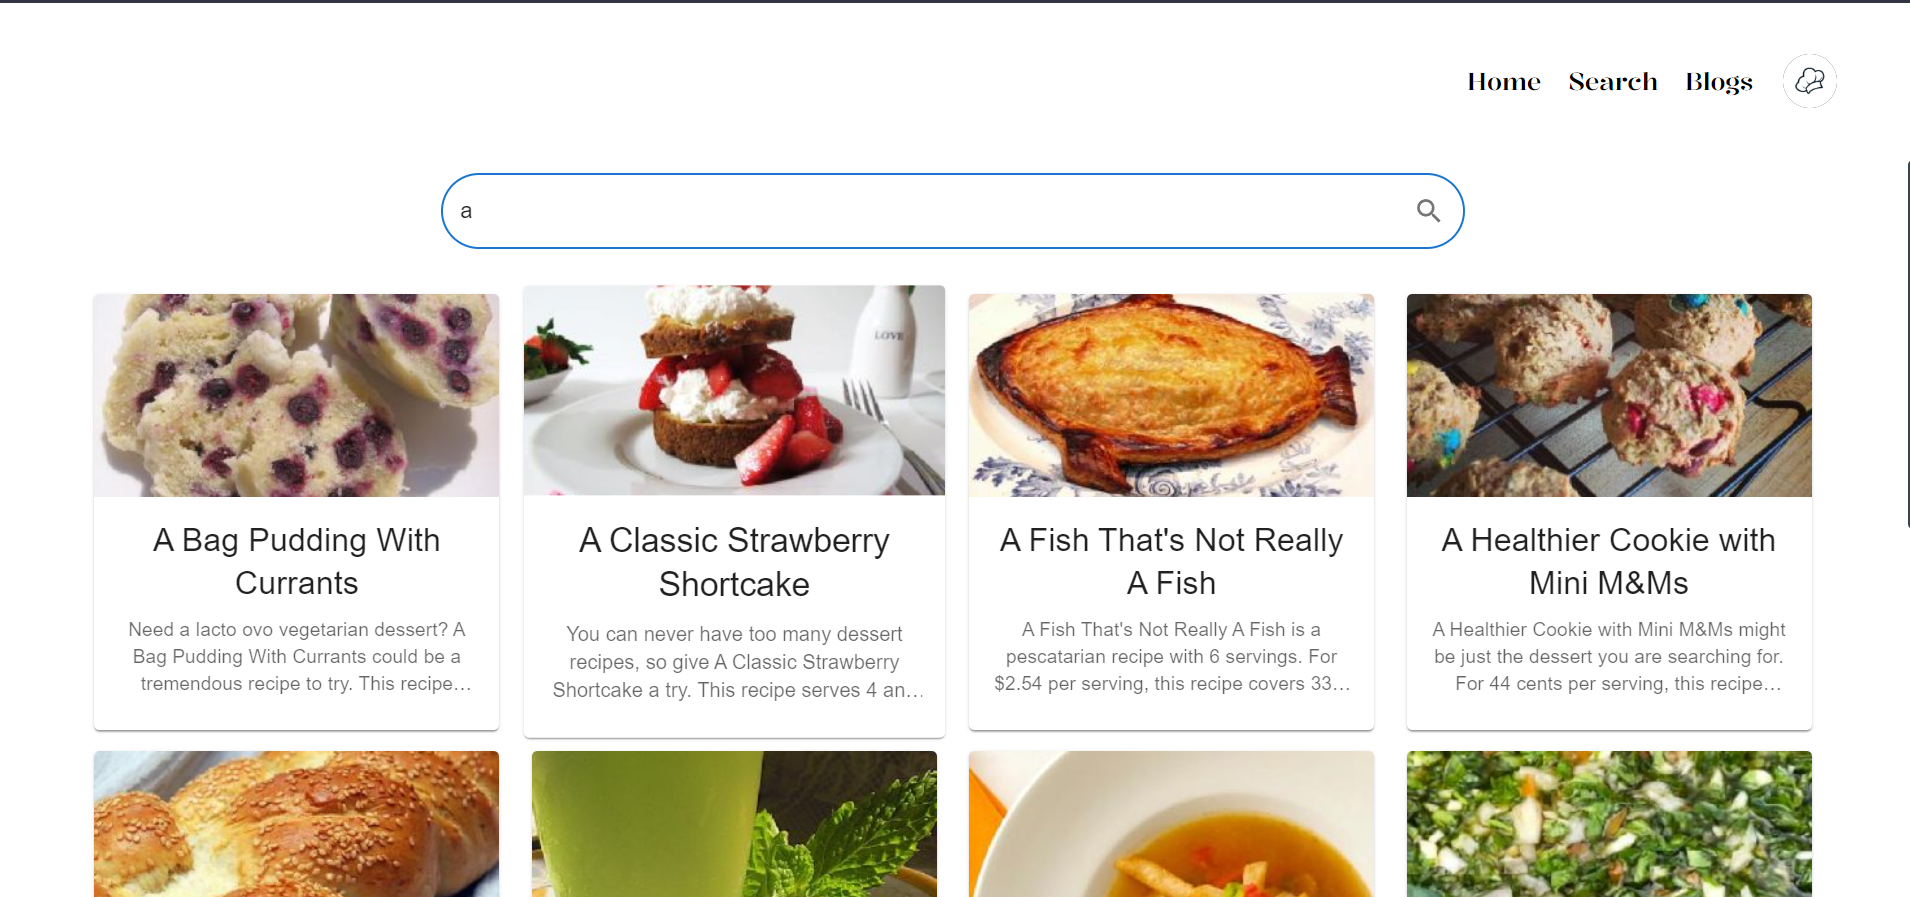 Home Search Blogs
a
LOVE
A Bag Pudding With
Currants
Need a lacto ovo vegetarian dessert? A
Bag Pudding With Currants could be a
tremendous recipe to try. This recipe…
A Classic Strawberry
Shortcake
You can never have too many dessert
recipes, so give A Classic Strawberry
Shortcake a try. This recipe serves 4 an…
A Fish That's Not Really
A Fish
A Fish That's Not Really A Fish is a
pescatarian recipe with 6 servings. For
$2.54 per serving, this recipe covers 33…
A Healthier Cookie with
Mini M&Ms
A Healthier Cookie with Mini M&Ms might
be just the dessert you are searching for.
For 44 cents per serving, this recipe…